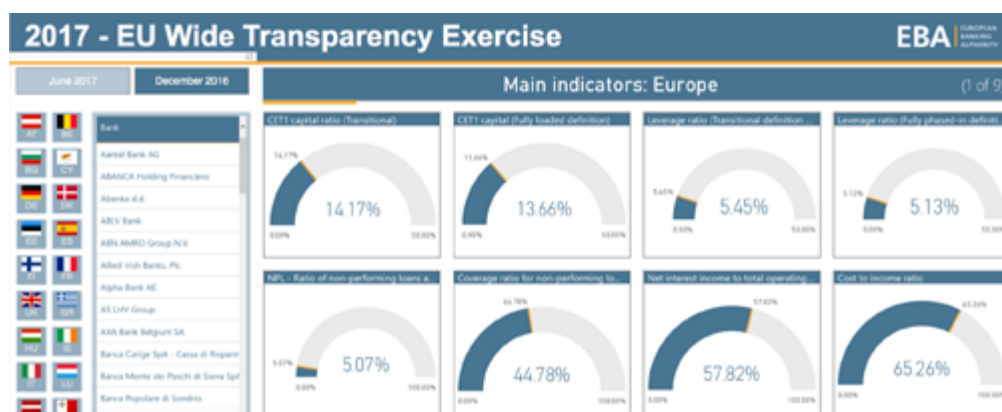 2017 - EU Wide Transparency Exercise
EBA EUROPEAN BANKING AUTHORITY
June 2017
December 2016
Main indicators: Europe
(1 of 9
AT BE
BG CY
DE DK
EE ES
FI FR
UK GR
HU IE
IT LU
Bank
Aareal Bank AG
ABANCA Holding Financiero
Abanka d.d.
ABLV Bank
ABN AMRO Group N.V.
Allied Irish Banks, Plc
Alpha Bank AE
AS LHV Group
AXA Bank Belgium SA
Banca Carige SpA - Cassa di Risparm
Banca Monte dei Paschi di Siena SpA
Banca Popolare di Sondrio
CET1 capital ratio (Transitional)
14.17%
14.17%
0.00%
50.00%
CET1 capital (Fully loaded definition)
13.66%
13.66%
0.00%
50.00%
Leverage ratio (Transitional definition ...
5.45%
5.45%
0.00%
50.00%
Leverage ratio (Fully phased-in definiti...
5.13%
5.13%
0.00%
50.00%
NPL - Ratio of non-performing loans a...
5.07%
5.07%
0.00%
100.00%
Coverage ratio for non-performing lo...
44.78%
44.78%
0.00%
100.00%
Net interest income to total operating...
57.82%
57.82%
0.00%
100.00%
Cost to income ratio
65.26%
65.26%
0.00%
100.00%